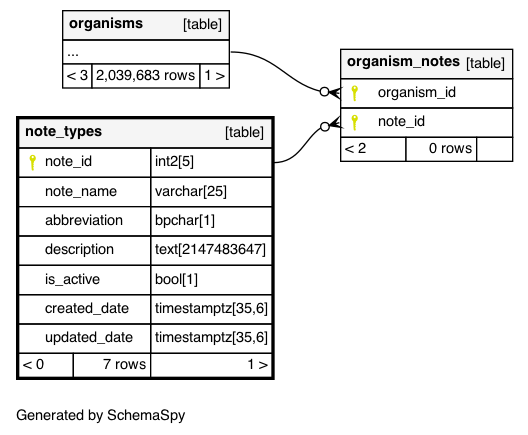 organisms [table]
...
< 3 2,039,683 rows 1 >
organism_notes [table]
organism_id
note_id
< 2 0 rows
note_types [table]
note_id int2[5]
note_name varchar[25]
abbreviation bpchar[1]
description text[2147483647]
is_active bool[1]
created_date timestamptz[35,6]
updated_date timestamptz[35,6]
< 0 7 rows 1 >
Generated by SchemaSpy